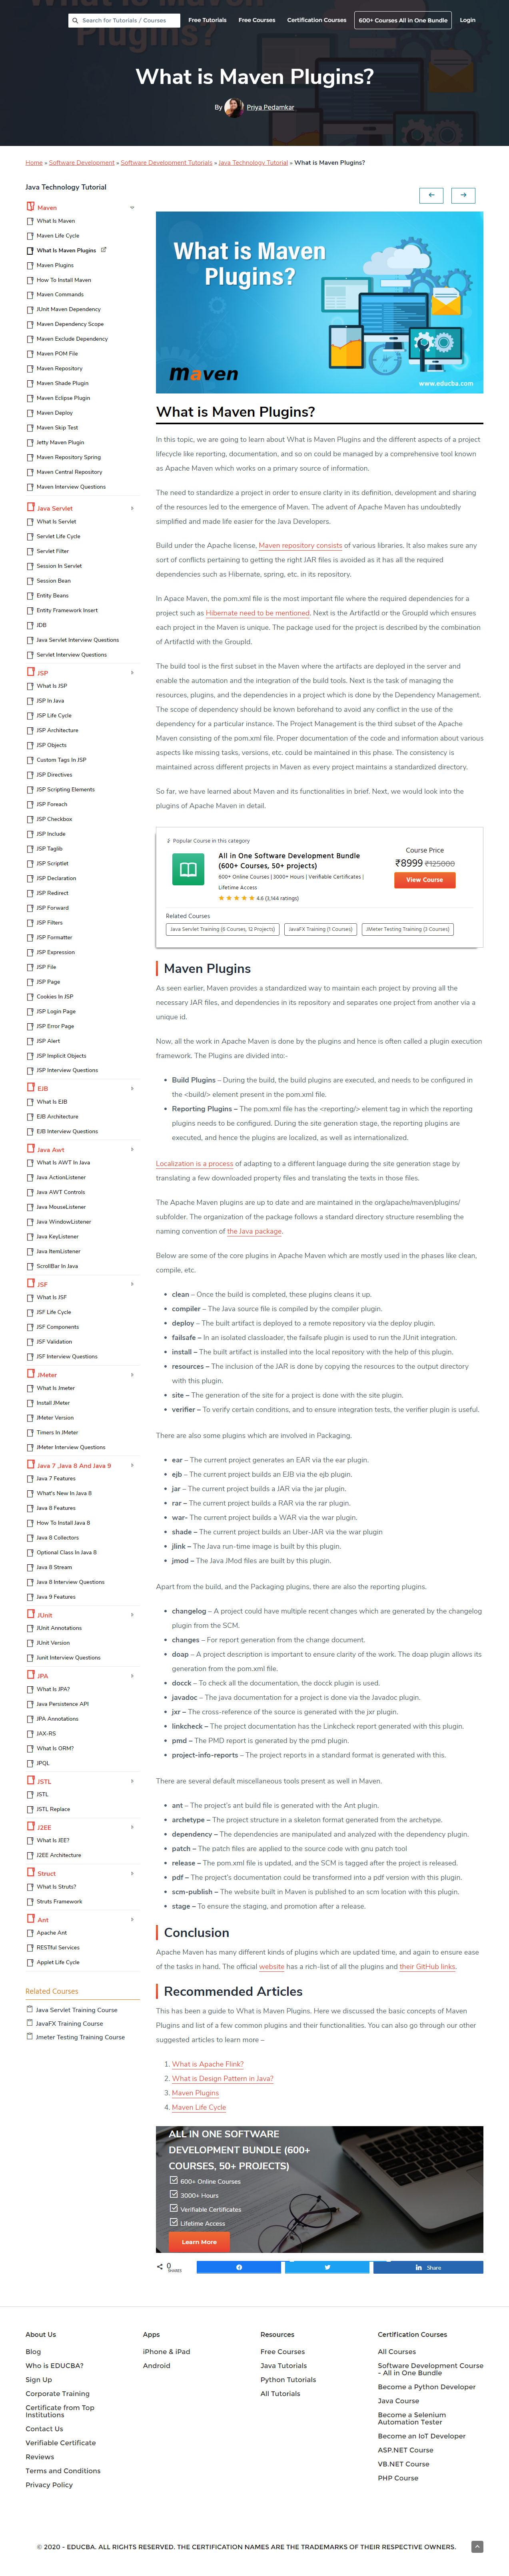 Search for Tutorials / Courses
Free Tutorials
Free Courses
Certification Courses
600+ Courses All in One Bundle
Login
What is Maven Plugins?
By Priya Pedamkar
Home » Software Development » Software Development Tutorials » Java Technology Tutorial » What is Maven Plugins?
Java Technology Tutorial
Maven
What Is Maven
Maven Life Cycle
What Is Maven Plugins
Maven Plugins
How To Install Maven
Maven Commands
JUnit Maven Dependency
Maven Dependency Scope
Maven Exclude Dependency
Maven POM File
Maven Repository
Maven Shade Plugin
Maven Eclipse Plugin
Maven Deploy
Maven Skip Test
Jetty Maven Plugin
Maven Repository Spring
Maven Central Repository
Maven Interview Questions
Java Servlet
What Is Servlet
Servlet Life Cycle
Servlet Filter
Session In Servlet
Session Bean
Entity Beans
Entity Framework Insert
JDB
Java Servlet Interview Questions
Servlet Interview Questions
JSP
What Is JSP
JSP In Java
JSP Life Cycle
JSP Architecture
JSP Objects
Custom Tags In JSP
JSP Directives
JSP Scripting Elements
JSP Foreach
JSP Checkbox
JSP Include
JSP Taglib
JSP Scriptlet
JSP Declaration
JSP Redirect
JSP Forward
JSP Filters
JSP Formatter
JSP Expression
JSP File
JSP Page
Cookies In JSP
JSP Login Page
JSP Error Page
JSP Alert
JSP Implicit Objects
JSP Interview Questions
EJB
What Is EJB
EJB Architecture
EJB Interview Questions
Java Awt
What Is AWT In Java
Java ActionListener
Java AWT Controls
Java MouseListener
Java WindowListener
Java KeyListener
Java ItemListener
ScrollBar In Java
JSF
What Is JSF
JSF Life Cycle
JSF Components
JSF Validation
JSF Interview Questions
JMeter
What Is Jmeter
Install JMeter
JMeter Version
Timers In JMeter
JMeter Interview Questions
Java 7 ,Java 8 And Java 9
Java 7 Features
What's New In Java 8
Java 8 Features
How To Install Java 8
Java 8 Collectors
Optional Class In Java 8
Java 8 Stream
Java 8 Interview Questions
Java 9 Features
JUnit
JUnit Annotations
JUnit Version
Junit Interview Questions
JPA
What Is JPA?
Java Persistence API
JPA Annotations
JAX-RS
What Is ORM?
JPQL
JSTL
JSTL
JSTL Replace
J2EE
What Is JEE?
J2EE Architecture
Struct
What Is Struts?
Struts Framework
Ant
Apache Ant
RESTful Services
Applet Life Cycle
Related Courses
Java Servlet Training Course
JavaFX Training Course
Jmeter Testing Training Course
What is Maven Plugins?
maven
www.educba.com
What is Maven Plugins?
In this topic, we are going to learn about What is Maven Plugins and the different aspects of a project
lifecycle like reporting, documentation, and so on could be managed by a comprehensive tool known
as Apache Maven which works on a primary source of information.
The need to standardize a project in order to ensure clarity in its definition, development and sharing
of the resources led to the emergence of Maven. The advent of Apache Maven has undoubtedly
simplified and made life easier for the Java Developers.
Build under the Apache license, Maven repository consists of various libraries. It also makes sure any
sort of conflicts pertaining to getting the right JAR files is avoided as it has all the required
dependencies such as Hibernate, spring, etc. in its repository.
In Apace Maven, the pom.xml file is the most important file where the required dependencies for a
project such as Hibernate need to be mentioned. Next is the ArtifactId or the GroupId which ensures
each project in the Maven is unique. The package used for the project is described by the combination
of ArtifactId with the GroupId.
The build tool is the first subset in the Maven where the artifacts are deployed in the server and
enable the automation and the integration of the build tools. Next is the task of managing the
resources, plugins, and the dependencies in a project which is done by the Dependency Management.
The scope of dependency should be known beforehand to avoid any conflict in the use of the
dependency for a particular instance. The Project Management is the third subset of the Apache
Maven consisting of the pom.xml file. Proper documentation of the code and information about various
aspects like missing tasks, versions, etc. could be maintained in this phase. The consistency is
maintained across different projects in Maven as every project maintains a standardized directory.
So far, we have learned about Maven and its functionalities in brief. Next, we would look into the
plugins of Apache Maven in detail.
Popular Course in this category
All in One Software Development Bundle
(600+ Courses, 50+ projects)
600+ Online Courses | 3000+ Hours | Verifiable Certificates |
Lifetime Access
4.6 (3,144 ratings)
Course Price
₹8999 ₹125000
View Course
Related Courses
Java Servlet Training (6 Courses, 12 Projects)
JavaFX Training (1 Courses)
JMeter Testing Training (3 Courses)
Maven Plugins
As seen earlier, Maven provides a standardized way to maintain each project by proving all the
necessary JAR files, and dependencies in its repository and separates one project from another via a
unique id.
Now, all the work in Apache Maven is done by the plugins and hence is often called a plugin execution
framework. The Plugins are divided into:-
Build Plugins – During the build, the build plugins are executed, and needs to be configured in
the <build/> element present in the pom.xml file.
Reporting Plugins – The pom.xml file has the <reporting/> element tag in which the reporting
plugins needs to be configured. During the site generation stage, the reporting plugins are
executed, and hence the plugins are localized, as well as internationalized.
Localization is a process of adapting to a different language during the site generation stage by
translating a few downloaded property files and translating the texts in those files.
The Apache Maven plugins are up to date and are maintained in the org/apache/maven/plugins/
subfolder. The organization of the package follows a standard directory structure resembling the
naming convention of the Java package.
Below are some of the core plugins in Apache Maven which are mostly used in the phases like clean,
compile, etc.
clean – Once the build is completed, these plugins cleans it up.
compiler – The Java source file is compiled by the compiler plugin.
deploy – The built artifact is deployed to a remote repository via the deploy plugin.
failsafe – In an isolated classloader, the failsafe plugin is used to run the JUnit integration.
install – The built artifact is installed into the local repository with the help of this plugin.
resources – The inclusion of the JAR is done by copying the resources to the output directory
with this plugin.
site – The generation of the site for a project is done with the site plugin.
verifier – To verify certain conditions, and to ensure integration tests, the verifier plugin is useful.
There are also some plugins which are involved in Packaging.
ear – The current project generates an EAR via the ear plugin.
ejb – The current project builds an EJB via the ejb plugin.
jar – The current project builds a JAR via the jar plugin.
rar – The current project builds a RAR via the rar plugin.
war- The current project builds a WAR via the war plugin.
shade – The current project builds an Uber-JAR via the war plugin
jlink – The Java run-time image is built by this plugin.
jmod – The Java JMod files are built by this plugin.
Apart from the build, and the Packaging plugins, there are also the reporting plugins.
changelog – A project could have multiple recent changes which are generated by the changelog
plugin from the SCM.
changes – For report generation from the change document.
doap – A project description is important to ensure clarity of the work. The doap plugin allows its
generation from the pom.xml file.
docck – To check all the documentation, the docck plugin is used.
javadoc – The java documentation for a project is done via the Javadoc plugin.
jxr – The cross-reference of the source is generated with the jxr plugin.
linkcheck – The project documentation has the Linkcheck report generated with this plugin.
pmd – The PMD report is generated by the pmd plugin.
project-info-reports – The project reports in a standard format is generated with this.
There are several default miscellaneous tools present as well in Maven.
ant – The project's ant build file is generated with the Ant plugin.
archetype – The project structure in a skeleton format generated from the archetype.
dependency – The dependencies are manipulated and analyzed with the dependency plugin.
patch – The patch files are applied to the source code with gnu patch tool
release – The pom.xml file is updated, and the SCM is tagged after the project is released.
pdf – The project's documentation could be transformed into a pdf version with this plugin.
scm-publish – The website built in Maven is published to an scm location with this plugin.
stage – To ensure the staging, and promotion after a release.
Conclusion
Apache Maven has many different kinds of plugins which are updated time, and again to ensure ease
of the tasks in hand. The official website has a rich-list of all the plugins and their GitHub links.
Recommended Articles
This has been a guide to What is Maven Plugins. Here we discussed the basic concepts of Maven
Plugins and list of a few common plugins and their functionalities. You can also go through our other
suggested articles to learn more –
1. What is Apache Flink?
2. What is Design Pattern in Java?
3. Maven Plugins
4. Maven Life Cycle
ALL IN ONE SOFTWARE
DEVELOPMENT BUNDLE (600+
COURSES, 50+ PROJECTS)
600+ Online Courses
3000+ Hours
Verifiable Certificates
Lifetime Access
Learn More
0
SHARES
Share
About Us
Blog
Who is EDUCBA?
Sign Up
Corporate Training
Certificate from Top
Institutions
Contact Us
Verifiable Certificate
Reviews
Terms and Conditions
Privacy Policy
Apps
iPhone & iPad
Android
Resources
Free Courses
Java Tutorials
Python Tutorials
All Tutorials
Certification Courses
All Courses
Software Development Course
- All in One Bundle
Become a Python Developer
Java Course
Become a Selenium
Automation Tester
Become an IoT Developer
ASP.NET Course
VB.NET Course
PHP Course
© 2020 - EDUCBA. ALL RIGHTS RESERVED. THE CERTIFICATION NAMES ARE THE TRADEMARKS OF THEIR RESPECTIVE OWNERS.